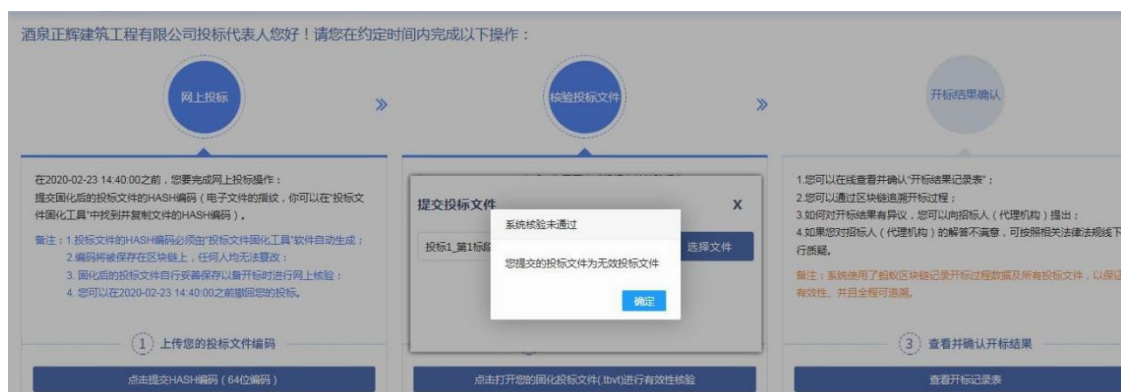 酒泉正辉建筑工程有限公司投标代表人您好！请您在约定时间内完成以下操作：
网上投标
核验投标文件
开标结果确认
在2020-02-23 14:40:00之前，您要完成网上投标操作：
提交固化后的投标文件的HASH编码（电子文件的指纹，你可以在“投标文
件固化工具”中找到并复制文件的HASH编码）。
备注：1.投标文件的HASH编码必须由“投标文件固化工具”软件自动生成；
2.编码将被保存在区块链上，任何人均无法篡改；
3. 固化后的投标文件自行妥善保存以备开标时进行网上核验；
4. 您可以在2020-02-23 14:40:00之前撤回您的投标。
1 上传您的投标文件编码
点击提交HASH编码（64位编码）
提交投标文件
X
投标1_第1标段
选择文件
系统核验未通过
您提交的投标文件为无效投标文件
确定
点击打开您的固化投标文件(.tbvt)进行有效性核验
1.您可以在线查看并确认“开标结果记录表”；
2.您可以通过区块链追溯开标过程；
3.如何对开标结果有异议，您可以向招标人（代理机构）提出；
4.如果您对招标人（代理机构）的解答不满意，可按照相关法律法规线下
行质疑。
备注：系统使用了蚂蚁区块链记录开标过程数据及所有投标文件，以保证
有效性、并且全程可追溯。
3 查看并确认开标结果
查看开标记录表